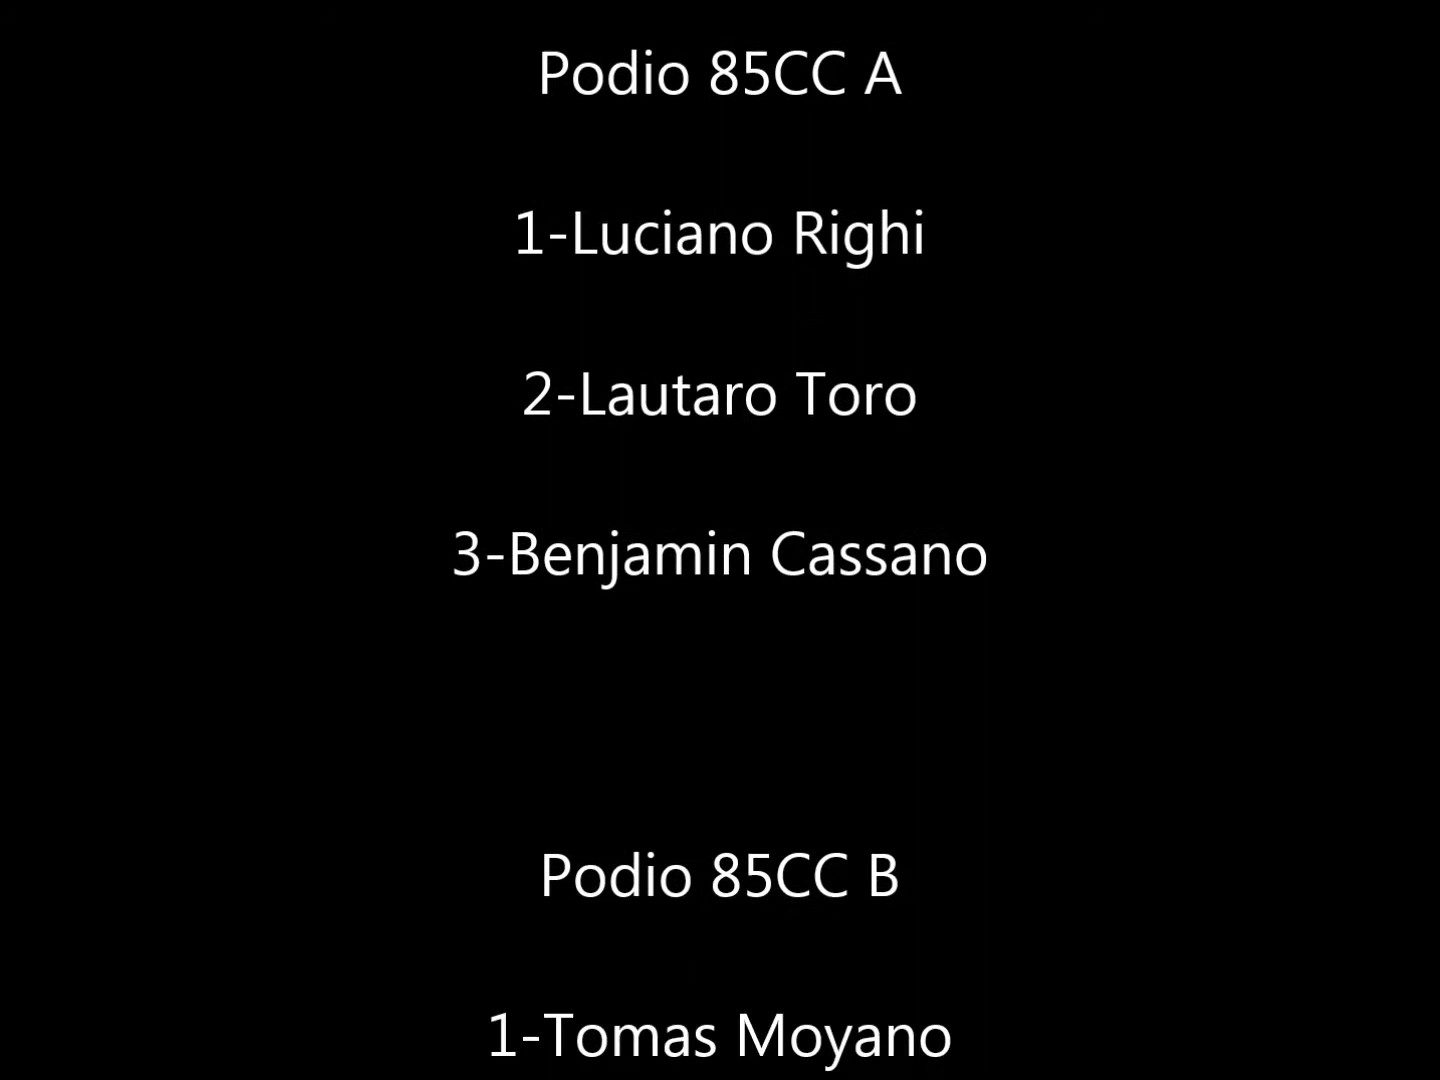 Podio 85CC A
1-Luciano Righi
2-Lautaro Toro
3-Benjamin Cassano
Podio 85CC B
1-Tomas Moyano